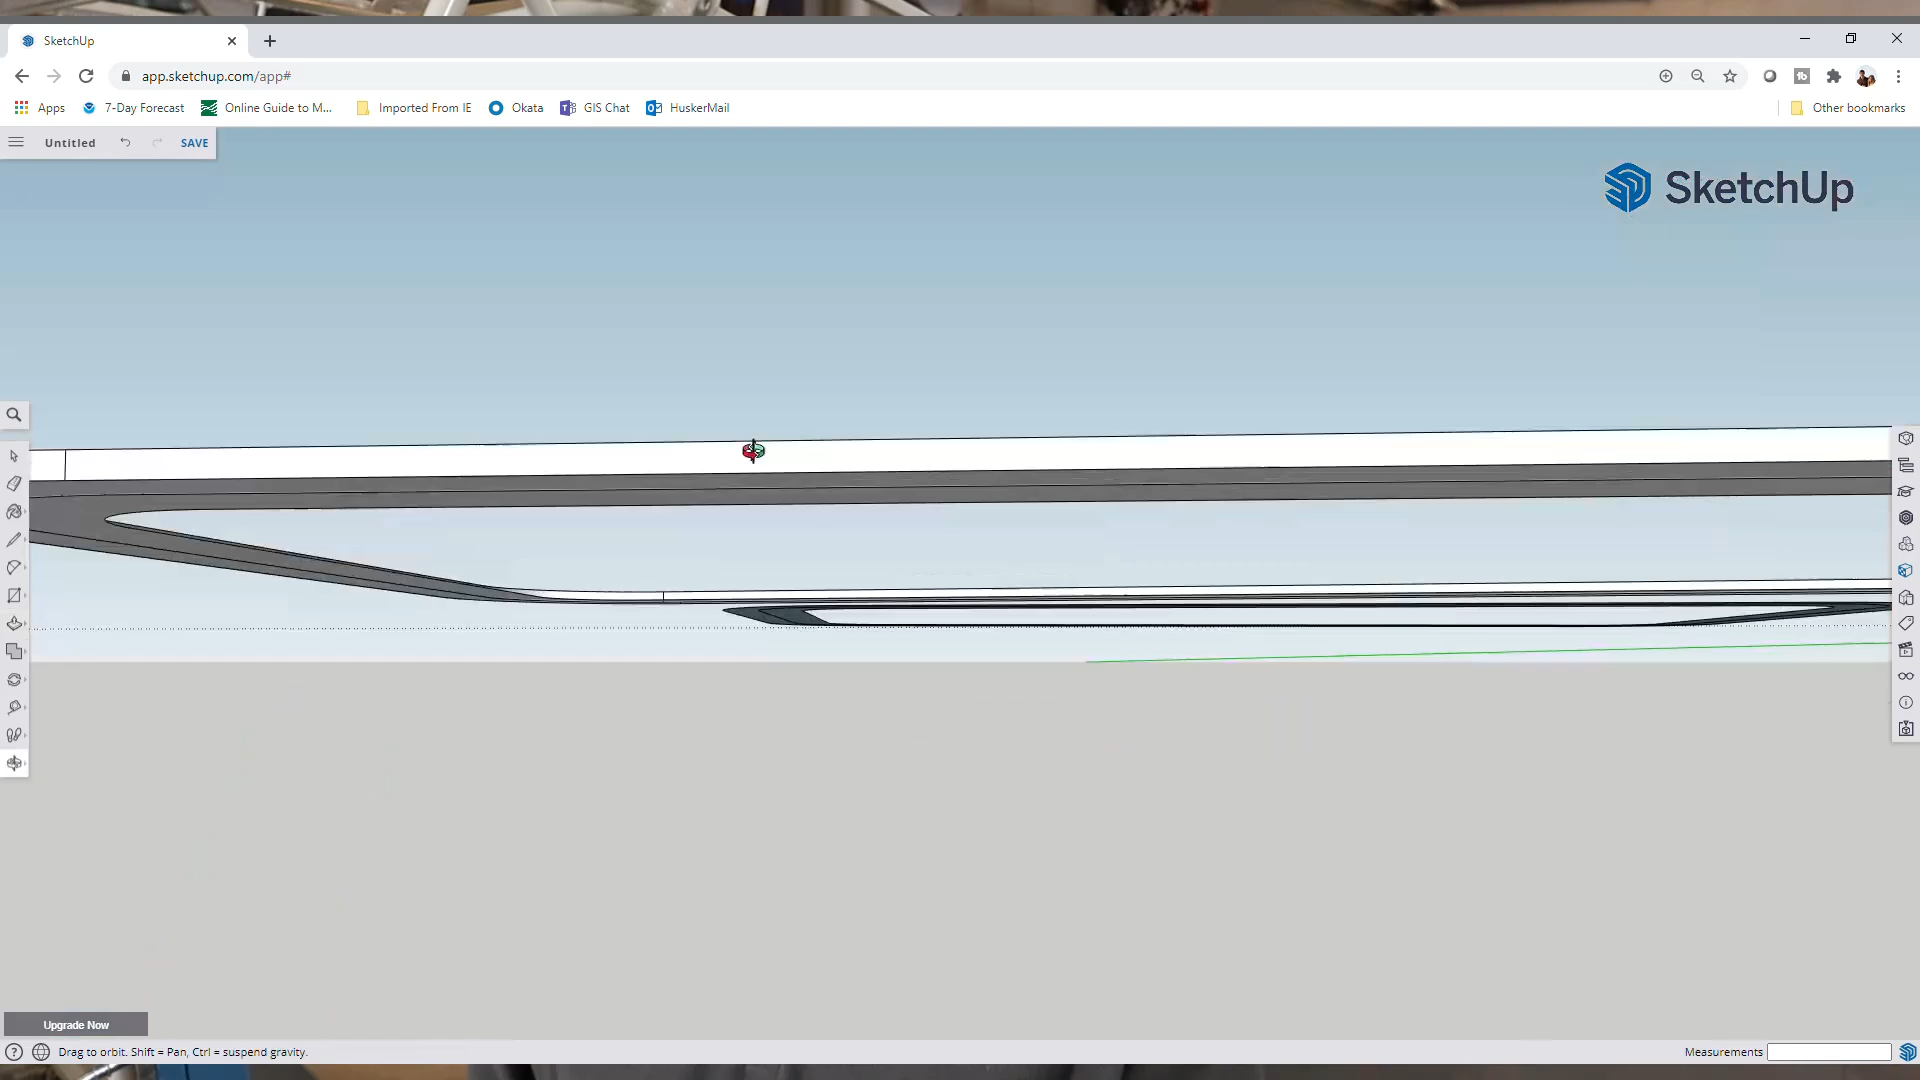 SketchUp
app.sketchup.com/app#
Apps 7-Day Forecast Online Guide to M... Imported From IE Okata GIS Chat HuskerMail Other bookmarks
Untitled SAVE
SketchUp
Upgrade Now
Drag to orbit. Shift = Pan, Ctrl = suspend gravity. Measurements